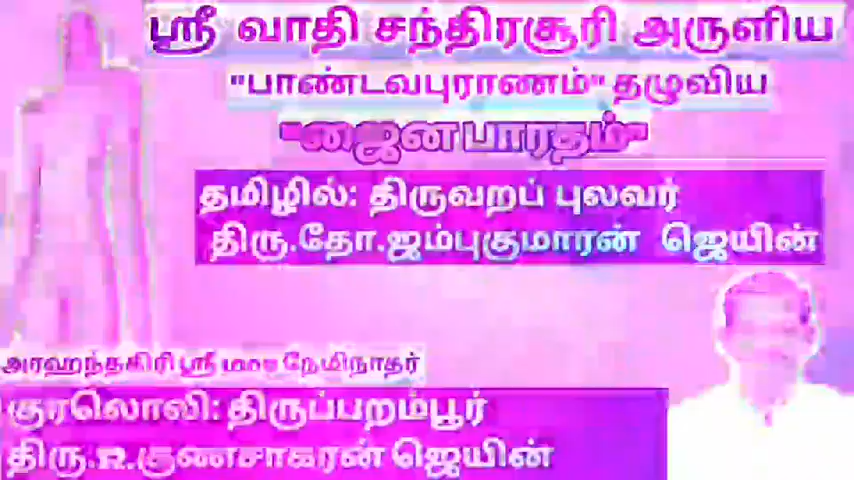 ஸ்ரீ வாதி சந்திரசூரி அருளிய
"பாண்டவபுராணம்" தழுவிய
"ஜைன பாரதம்"
தமிழில்: திருவறப் புலவர்
திரு.தோ.ஜம்புகுமாரன் ஜெயின்
அரஹந்தகிரி ஸ்ரீ நேமிநாதர்
குரலொலி: திருப்பறம்பூர்
திரு.ஐ.குணசாகரன் ஜெயின்